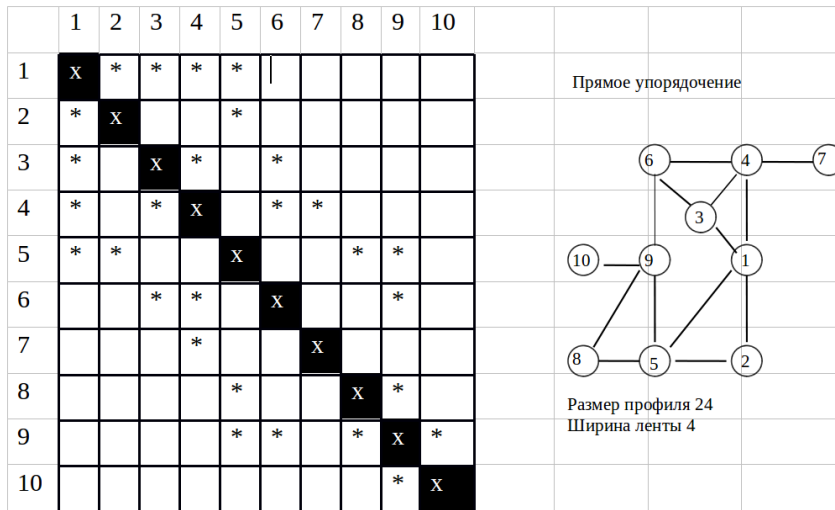 1 2 3 4 5 6 7 8 9 10
1 x * * * *
2 * x *
3 * x * *
4 * * x * *
5 * * x * *
6 * * x *
7 * x
8 * x *
9 * * * x *
10 * x
Прямое упорядочение
6 4 7
3
10 9 1
8 5 2
Размер профиля 24
Ширина ленты 4